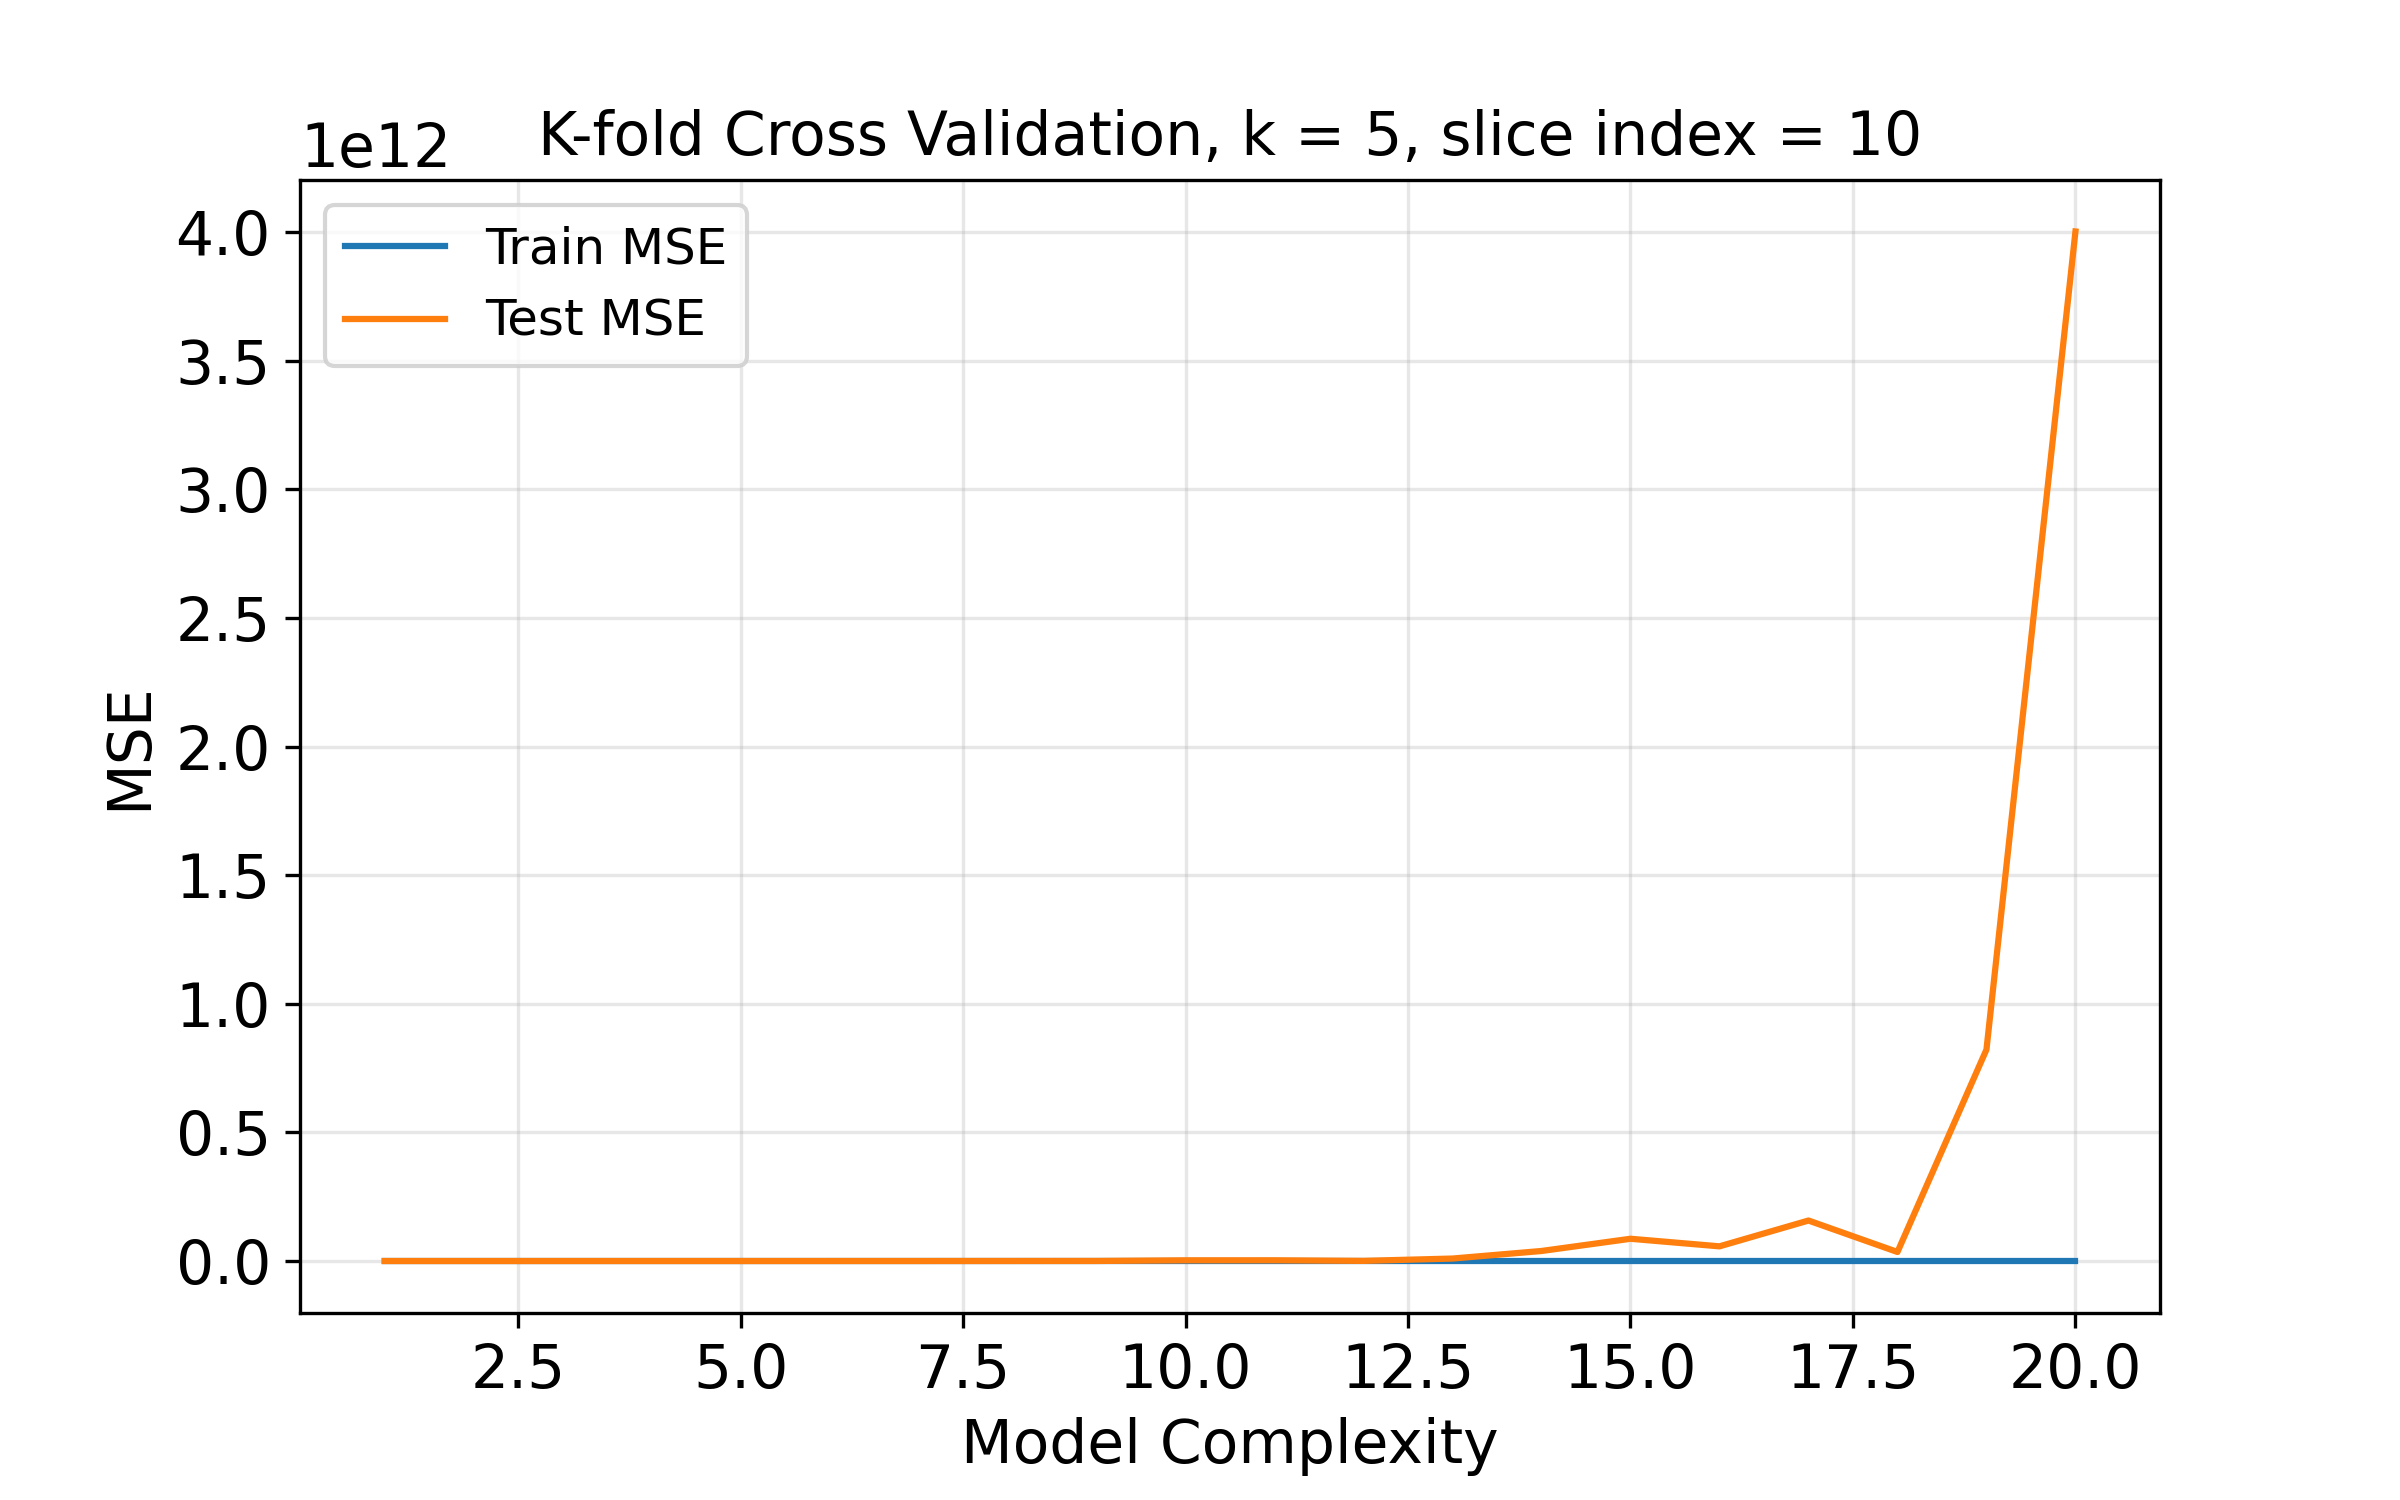 1e12
K-fold Cross Validation, k = 5, slice index = 10
Train MSE
Test MSE
4.0
3.5
3.0
2.5
2.0
1.5
1.0
0.5
0.0
MSE
2.5 5.0 7.5 10.0 12.5 15.0 17.5 20.0
Model Complexity